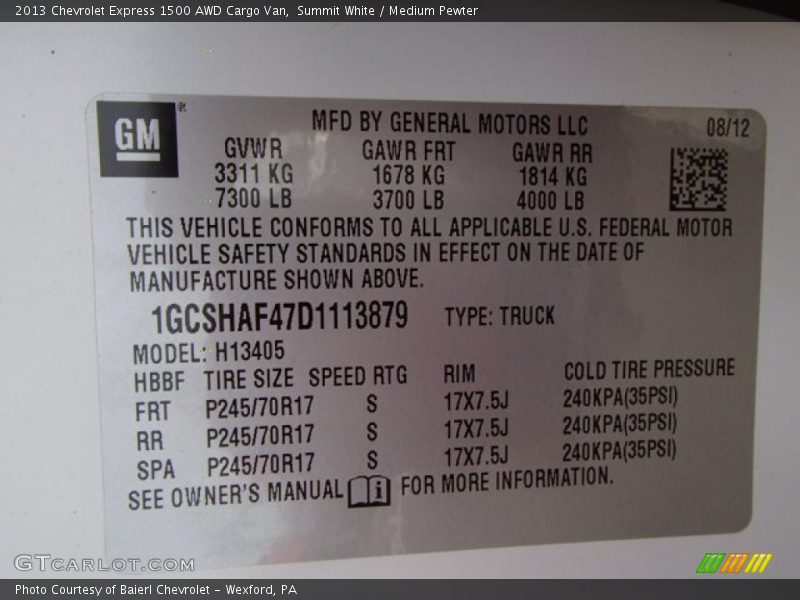 2013 Chevrolet Express 1500 AWD Cargo Van,  Summit White / Medium Pewter
GM ®
MFD BY GENERAL MOTORS LLC 08/12
GVWR GAWR FRT GAWR RR
3311 KG 1678 KG 1814 KG
7300 LB 3700 LB 4000 LB
THIS VEHICLE CONFORMS TO ALL APPLICABLE U.S. FEDERAL MOTOR
VEHICLE SAFETY STANDARDS IN EFFECT ON THE DATE OF
MANUFACTURE SHOWN ABOVE.
1GCSHAF47D1113879 TYPE: TRUCK
MODEL: H13405
HBBF TIRE SIZE SPEED RTG RIM COLD TIRE PRESSURE
FRT P245/70R17 S 17X7.5J 240KPA(35PSI)
RR P245/70R17 S 17X7.5J 240KPA(35PSI)
SPA P245/70R17 S 17X7.5J 240KPA(35PSI)
SEE OWNER'S MANUAL i FOR MORE INFORMATION.
GTCARLOT.COM
Photo Courtesy of Baierl Chevrolet - Wexford, PA